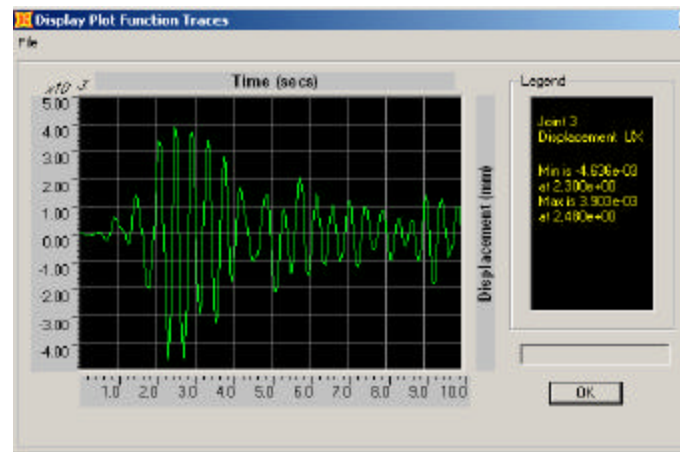 Display Plot Function Traces
File
x10 -3
Time (secs)
5.00
4.00
3.00
2.00
1.00
0.00
-1.00
-2.00
-3.00
-4.00
1.0 2.0 3.0 4.0 5.0 6.0 7.0 8.0 9.0 10.0
Displacement (mm)
Legend
Joint 3
Displacement UX
Min is -4.636e-03
at 2.300e+00
Max is 3.903e-03
at 2.480e+00
OK